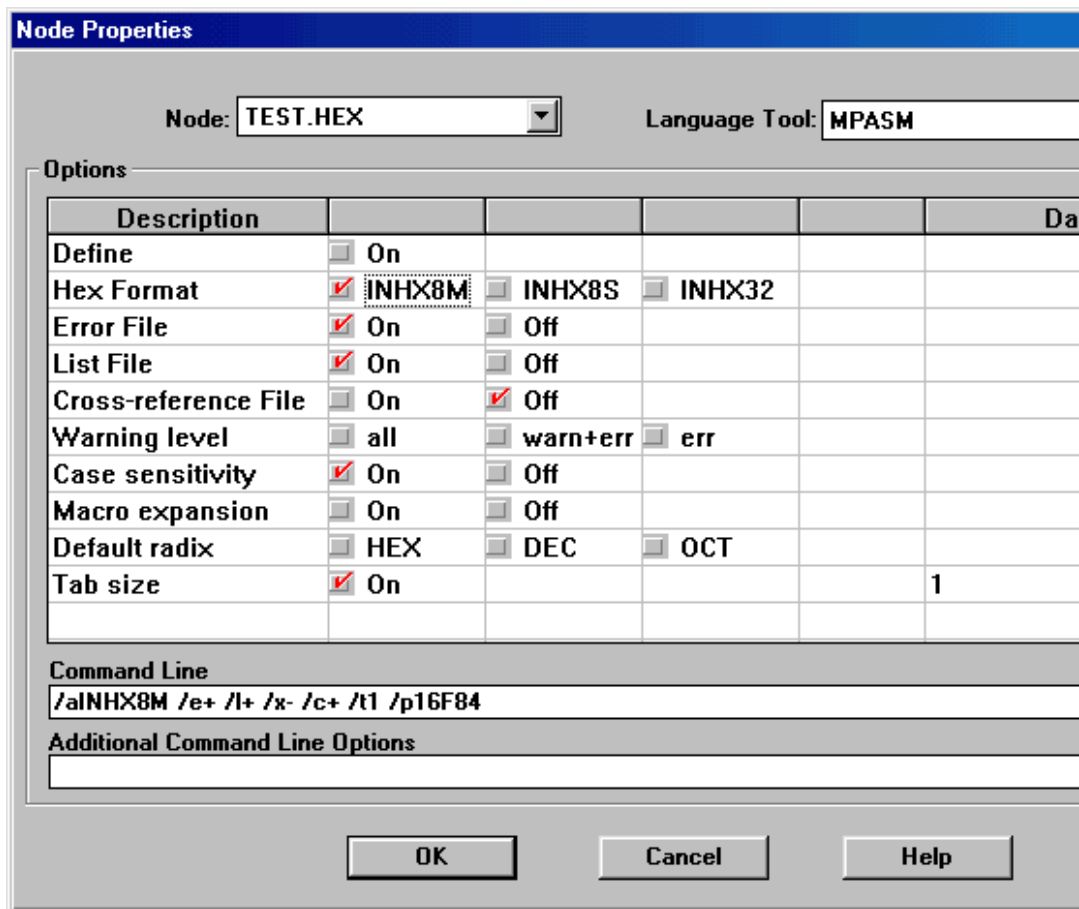 Node Properties
Node: TEST.HEX Language Tool: MPASM
Options
Description Da
Define On
Hex Format INHX8M INHX8S INHX32
Error File On Off
List File On Off
Cross-reference File On Off
Warning level all warn+err err
Case sensitivity On Off
Macro expansion On Off
Default radix HEX DEC OCT
Tab size On 1
Command Line
/aINHX8M /e+ /l+ /x- /c+ /t1 /p16F84
Additional Command Line Options
OK Cancel Help